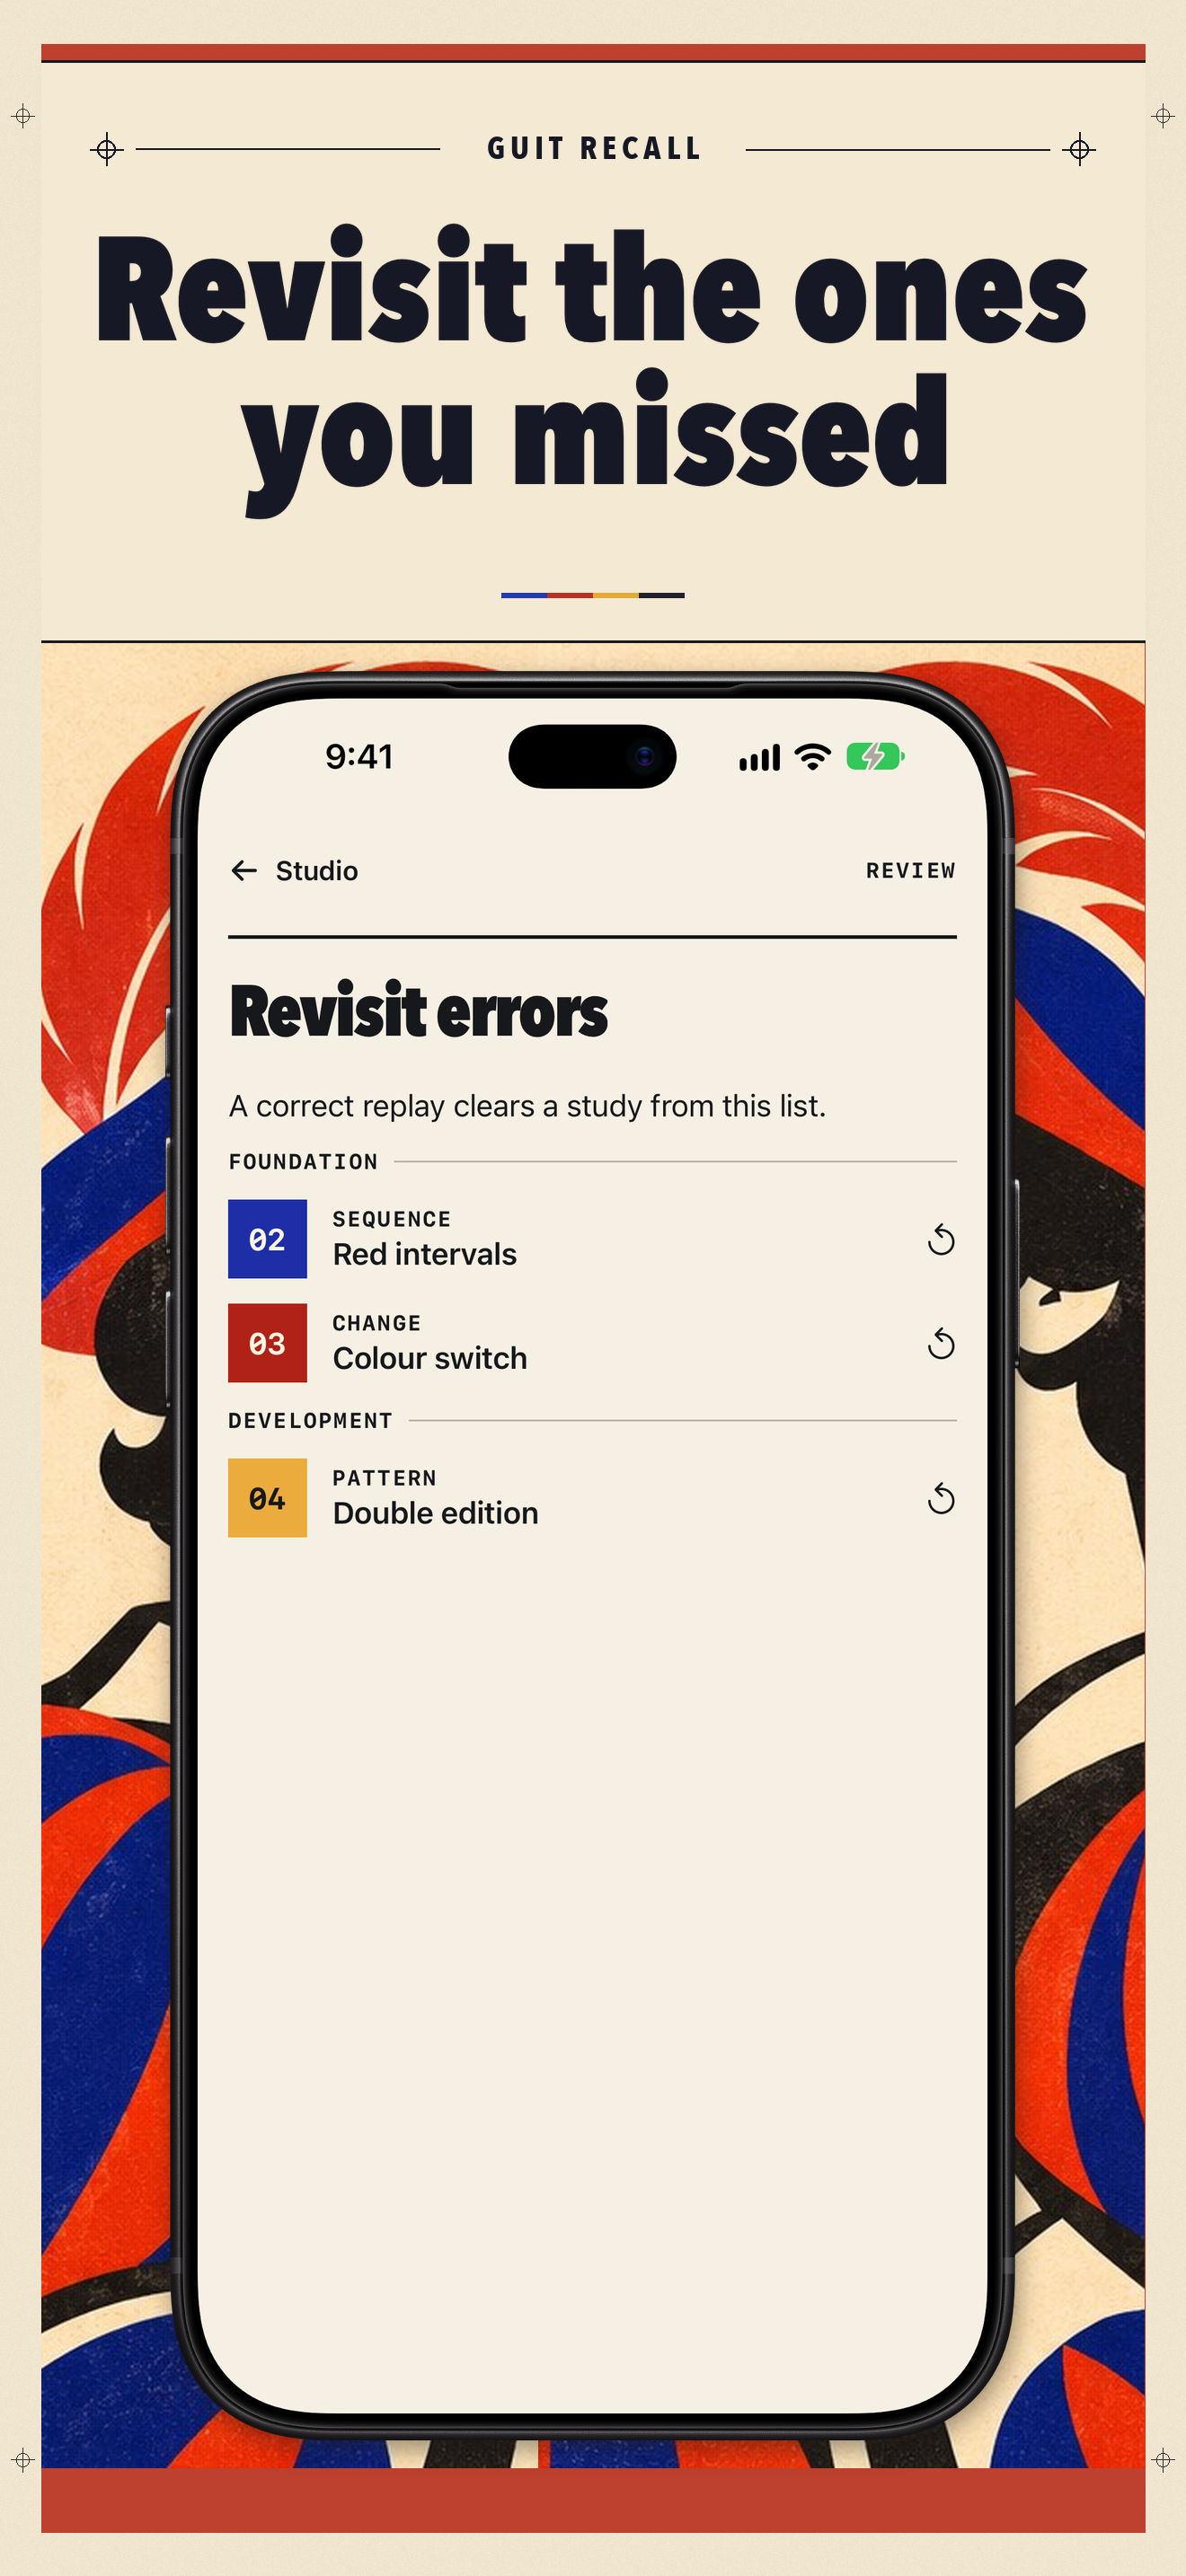 GUIT RECALL
Revisit the ones
you missed
9:41
Studio
REVIEW
Revisit errors
A correct replay clears a study from this list.
FOUNDATION
02
SEQUENCE
Red intervals
03
CHANGE
Colour switch
DEVELOPMENT
04
PATTERN
Double edition